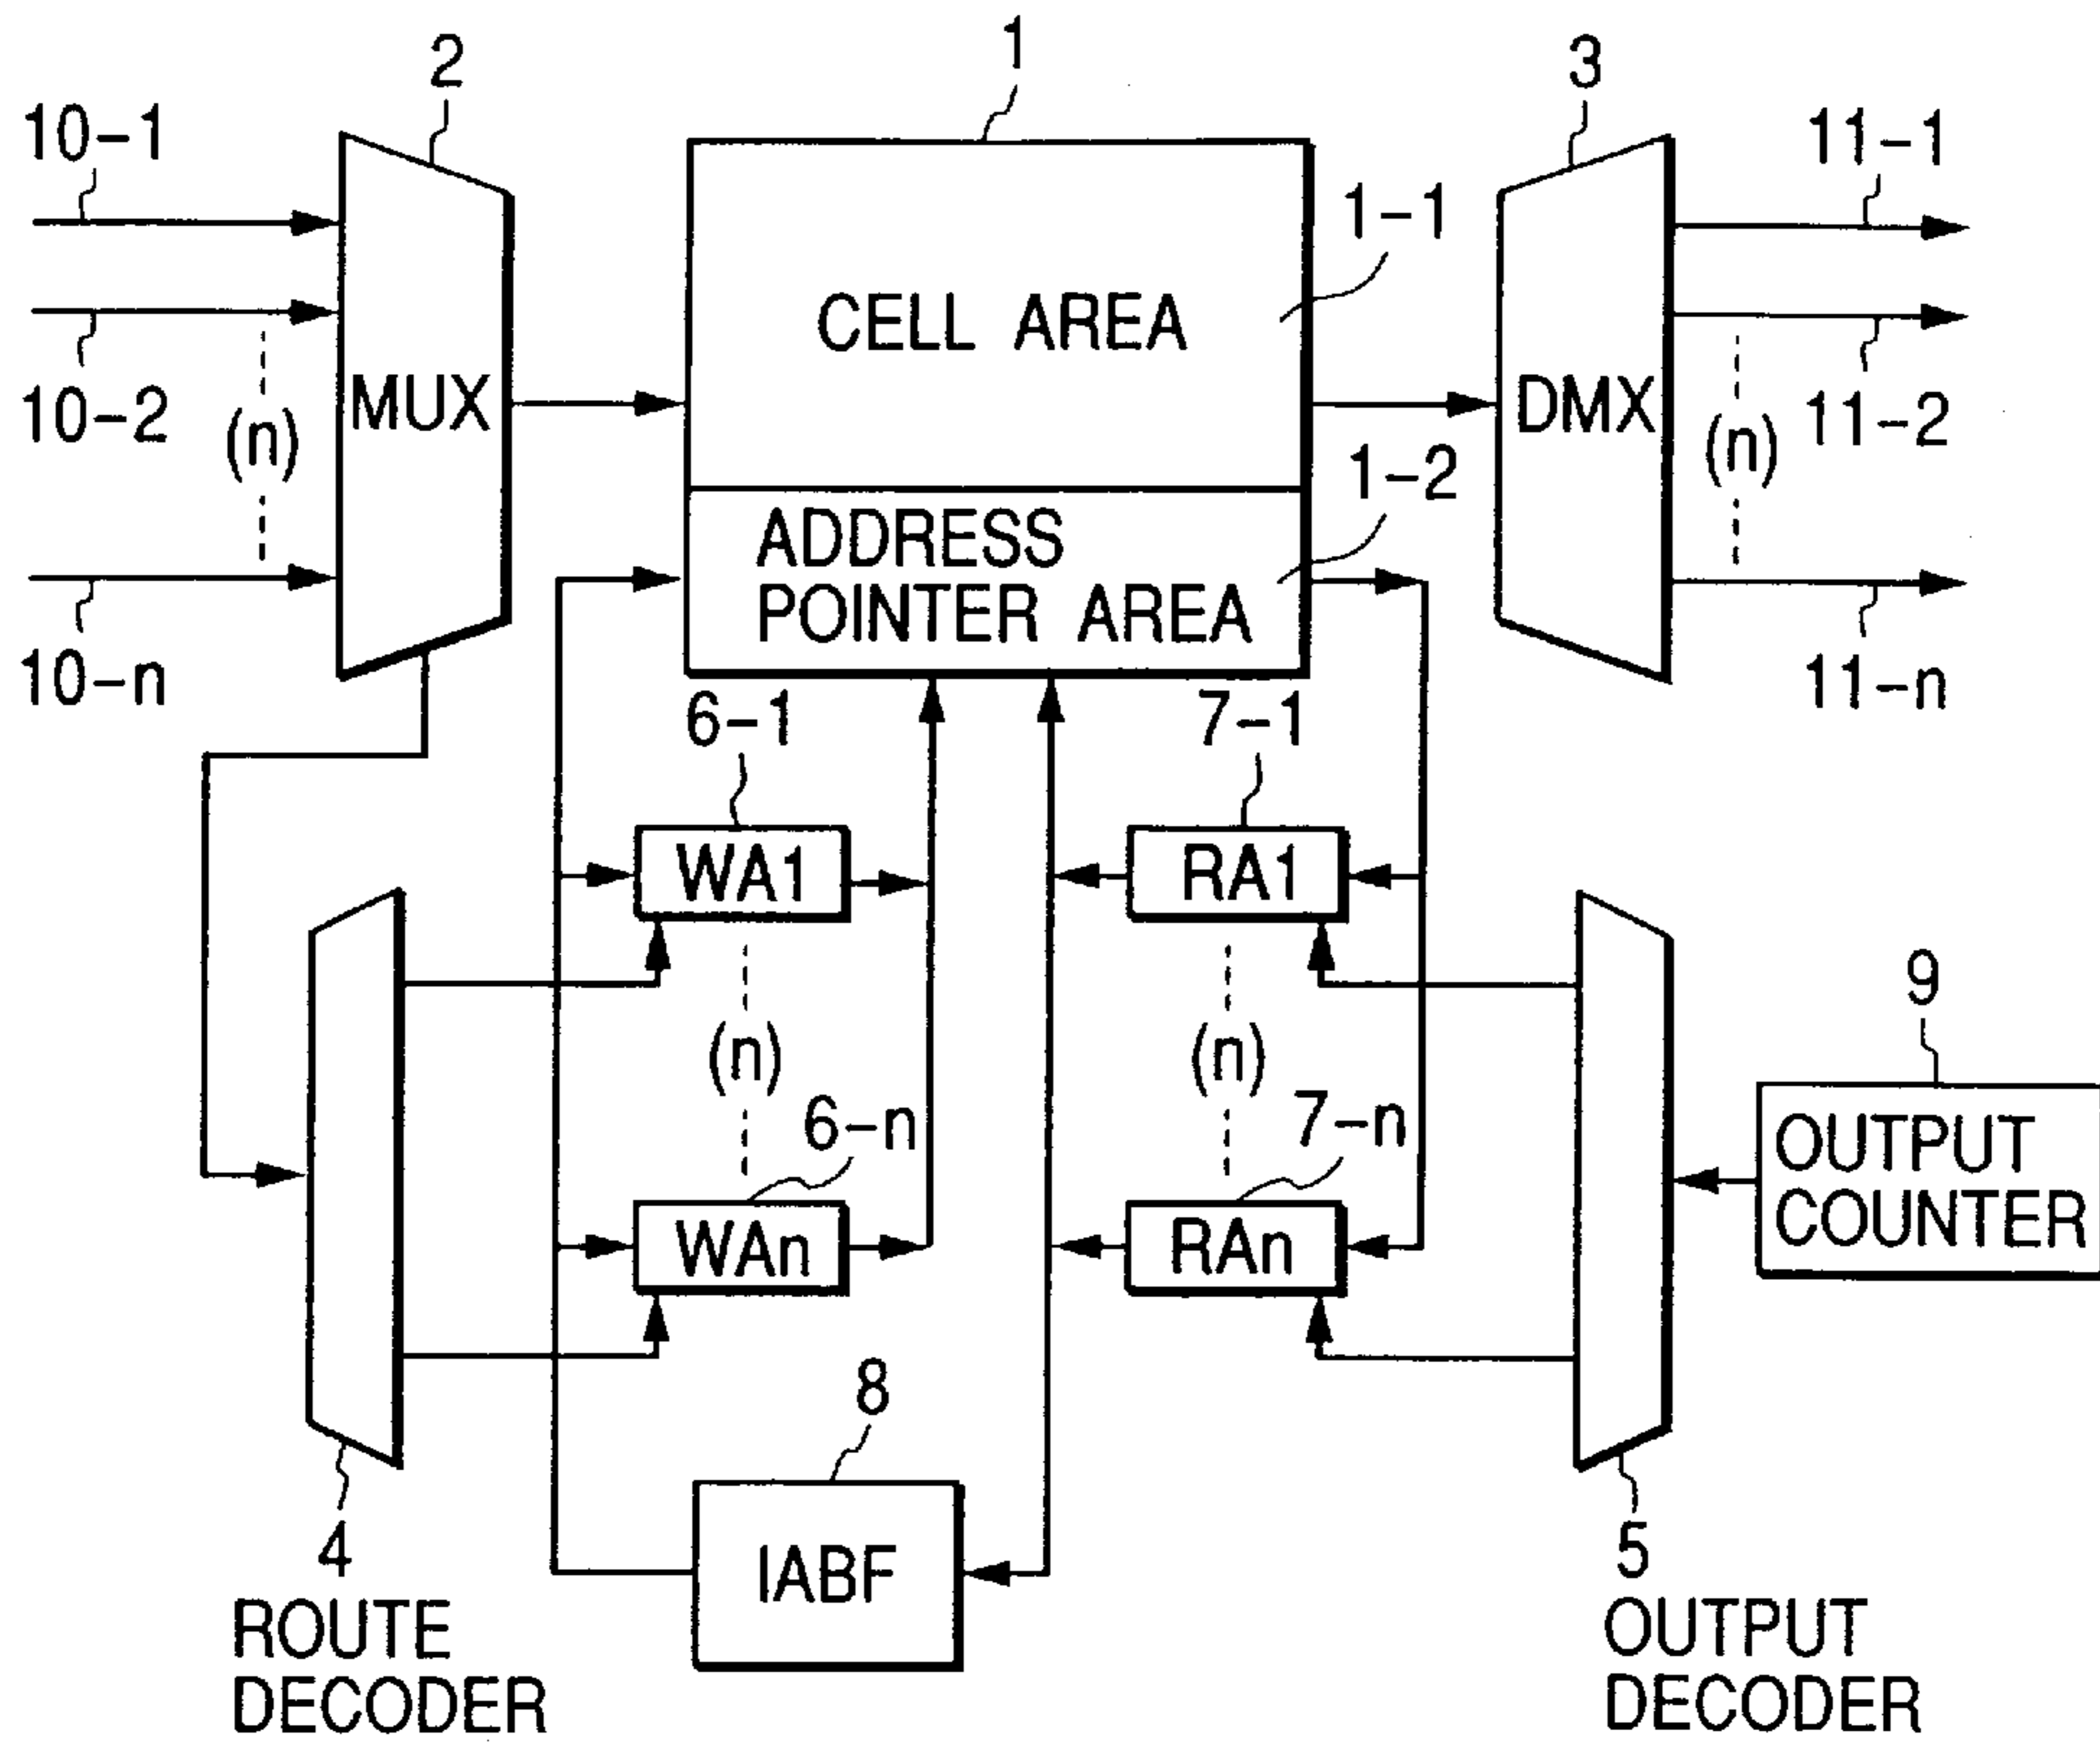 2
1
3
10-1
11-1
1-1
CELL AREA
10-2
(n)
MUX
DMX
(n)
11-2
1-2
ADDRESS
POINTER AREA
10-n
11-n
6-1
7-1
WA1
RA1
9
(n)
(n)
6-n
7-n
OUTPUT
COUNTER
WAn
RAn
8
4
IABF
5
ROUTE
DECODER
OUTPUT
DECODER